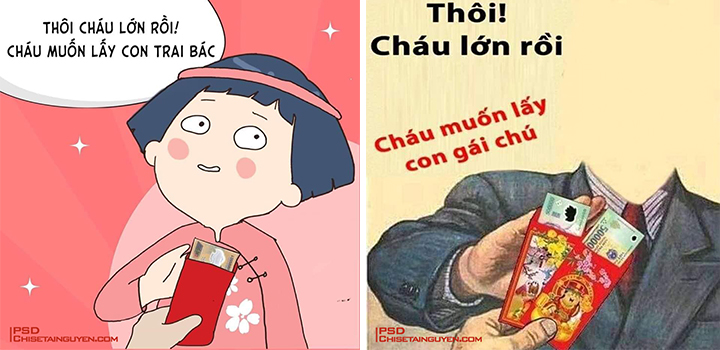 THÔI CHÁU LỚN RỒI!
CHÁU MUỐN LẤY CON TRAI BÁC
PSD
CHISETAINGUYEN.COM
Thôi!
Cháu lớn rồi
Cháu muốn lấy
con gái chú
50000
PSD
CHISETAINGUYEN.COM